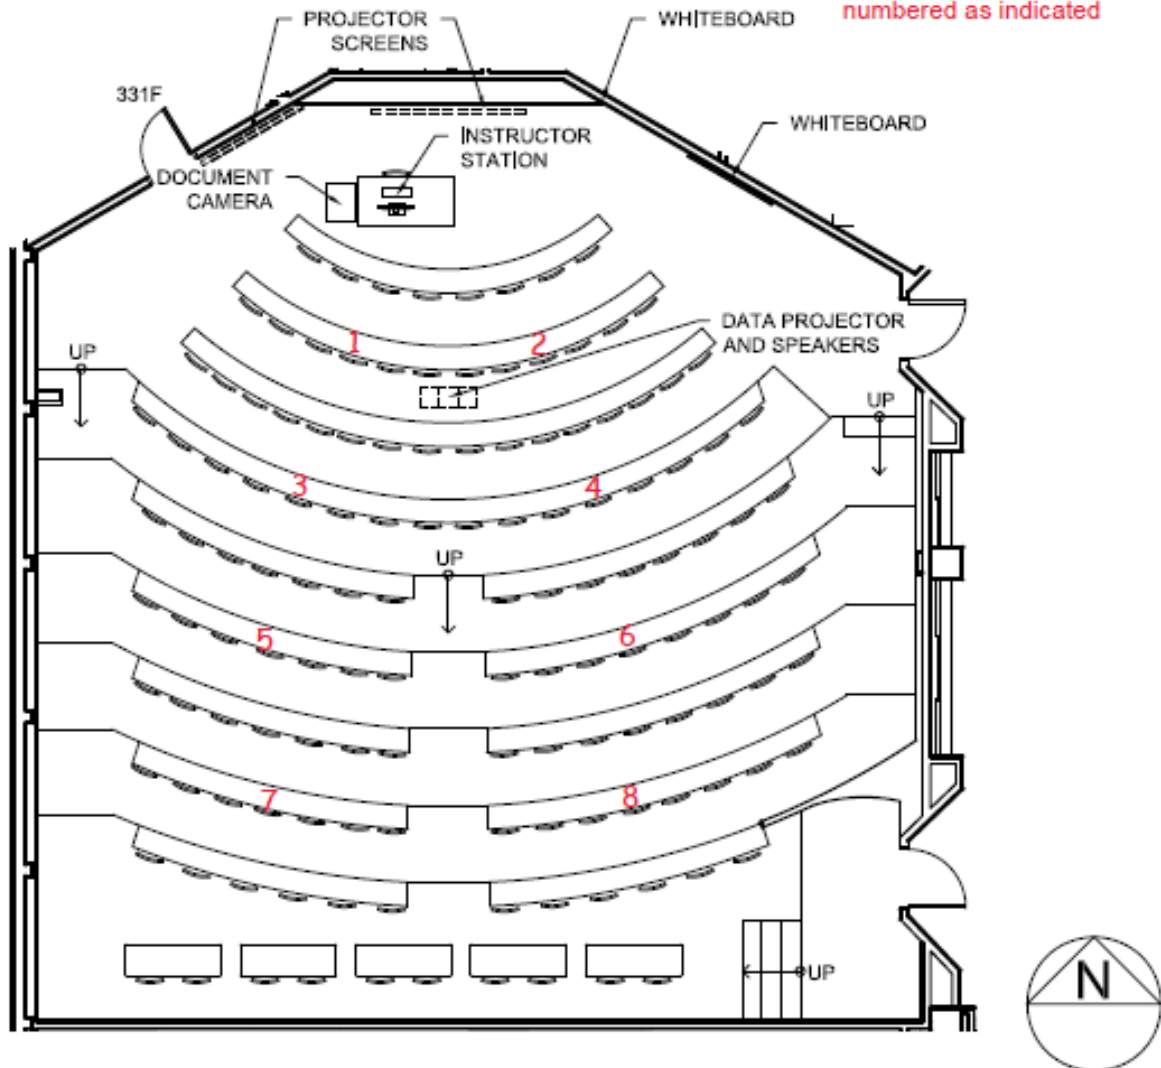 numbered as indicated
PROJECTOR
SCREENS
WHITEBOARD
331F
INSTRUCTOR
STATION
WHITEBOARD
DOCUMENT
CAMERA
1
2
DATA PROJECTOR
AND SPEAKERS
UP
UP
3
4
UP
5
6
7
8
UP
N